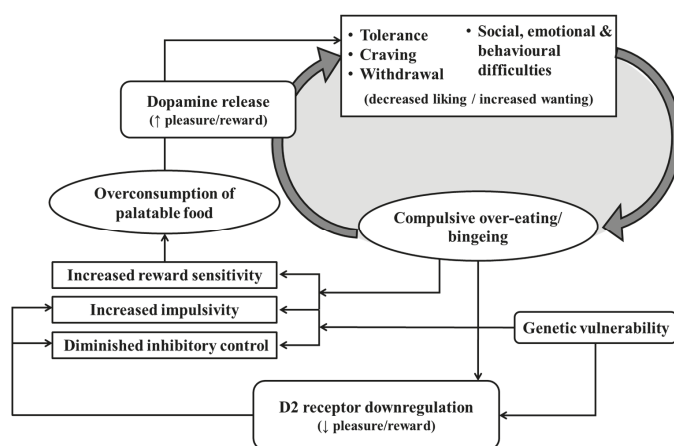 • Tolerance
• Craving
• Withdrawal
• Social, emotional &
behavioural
difficulties
(decreased liking / increased wanting)
Dopamine release
(↑ pleasure/reward)
Overconsumption of
palatable food
Compulsive over-eating/
bingeing
Increased reward sensitivity
Increased impulsivity
Diminished inhibitory control
Genetic vulnerability
D2 receptor downregulation
(↓ pleasure/reward)